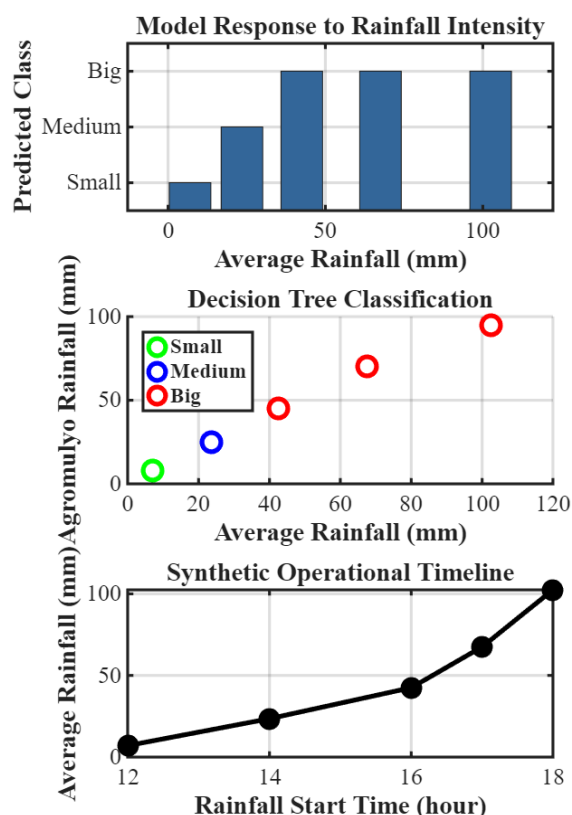 Model Response to Rainfall Intensity
Predicted Class
Big
Medium
Small
0 50 100
Average Rainfall (mm)
Decision Tree Classification
Agromulyo Rainfall (mm)
100
50
0
Small
Medium
Big
0 20 40 60 80 100 120
Average Rainfall (mm)
Synthetic Operational Timeline
Average Rainfall (mm)
100
50
0
12 14 16 18
Rainfall Start Time (hour)